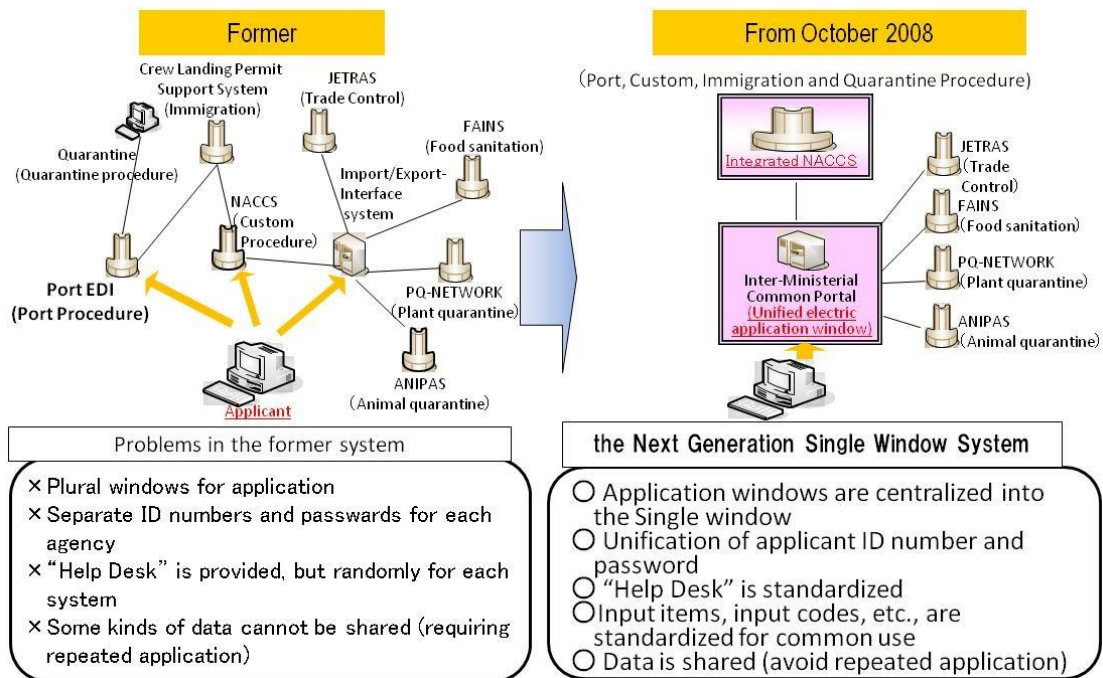 Former
Crew Landing Permit
Support System
(Immigration)
JETRAS
(Trade Control)
FAINS
(Food sanitation)
Quarantine
(Quarantine procedure)
Import/Export-
Interface
system
NACCS
(Custom
Procedure)
Port EDI
(Port Procedure)
PQ-NETWORK
(Plant quarantine)
ANIPAS
(Animal quarantine)
Applicant
Problems in the former system
× Plural windows for application
× Separate ID numbers and passwards for each
agency
× “Help Desk” is provided, but randomly for each
system
× Some kinds of data cannot be shared (requiring
repeated application)
From October 2008
(Port, Custom, Immigration and Quarantine Procedure)
Integrated NACCS
JETRAS
(Trade
Control)
FAINS
(Food sanitation)
Inter-Ministerial
Common Portal
(Unified electric
application window)
PQ-NETWORK
(Plant quarantine)
ANIPAS
(Animal quarantine)
the Next Generation Single Window System
○ Application windows are centralized into
the Single window
○ Unification of applicant ID number and
password
○ “Help Desk” is standardized
○Input items, input codes, etc., are
standardized for common use
○ Data is shared (avoid repeated application)